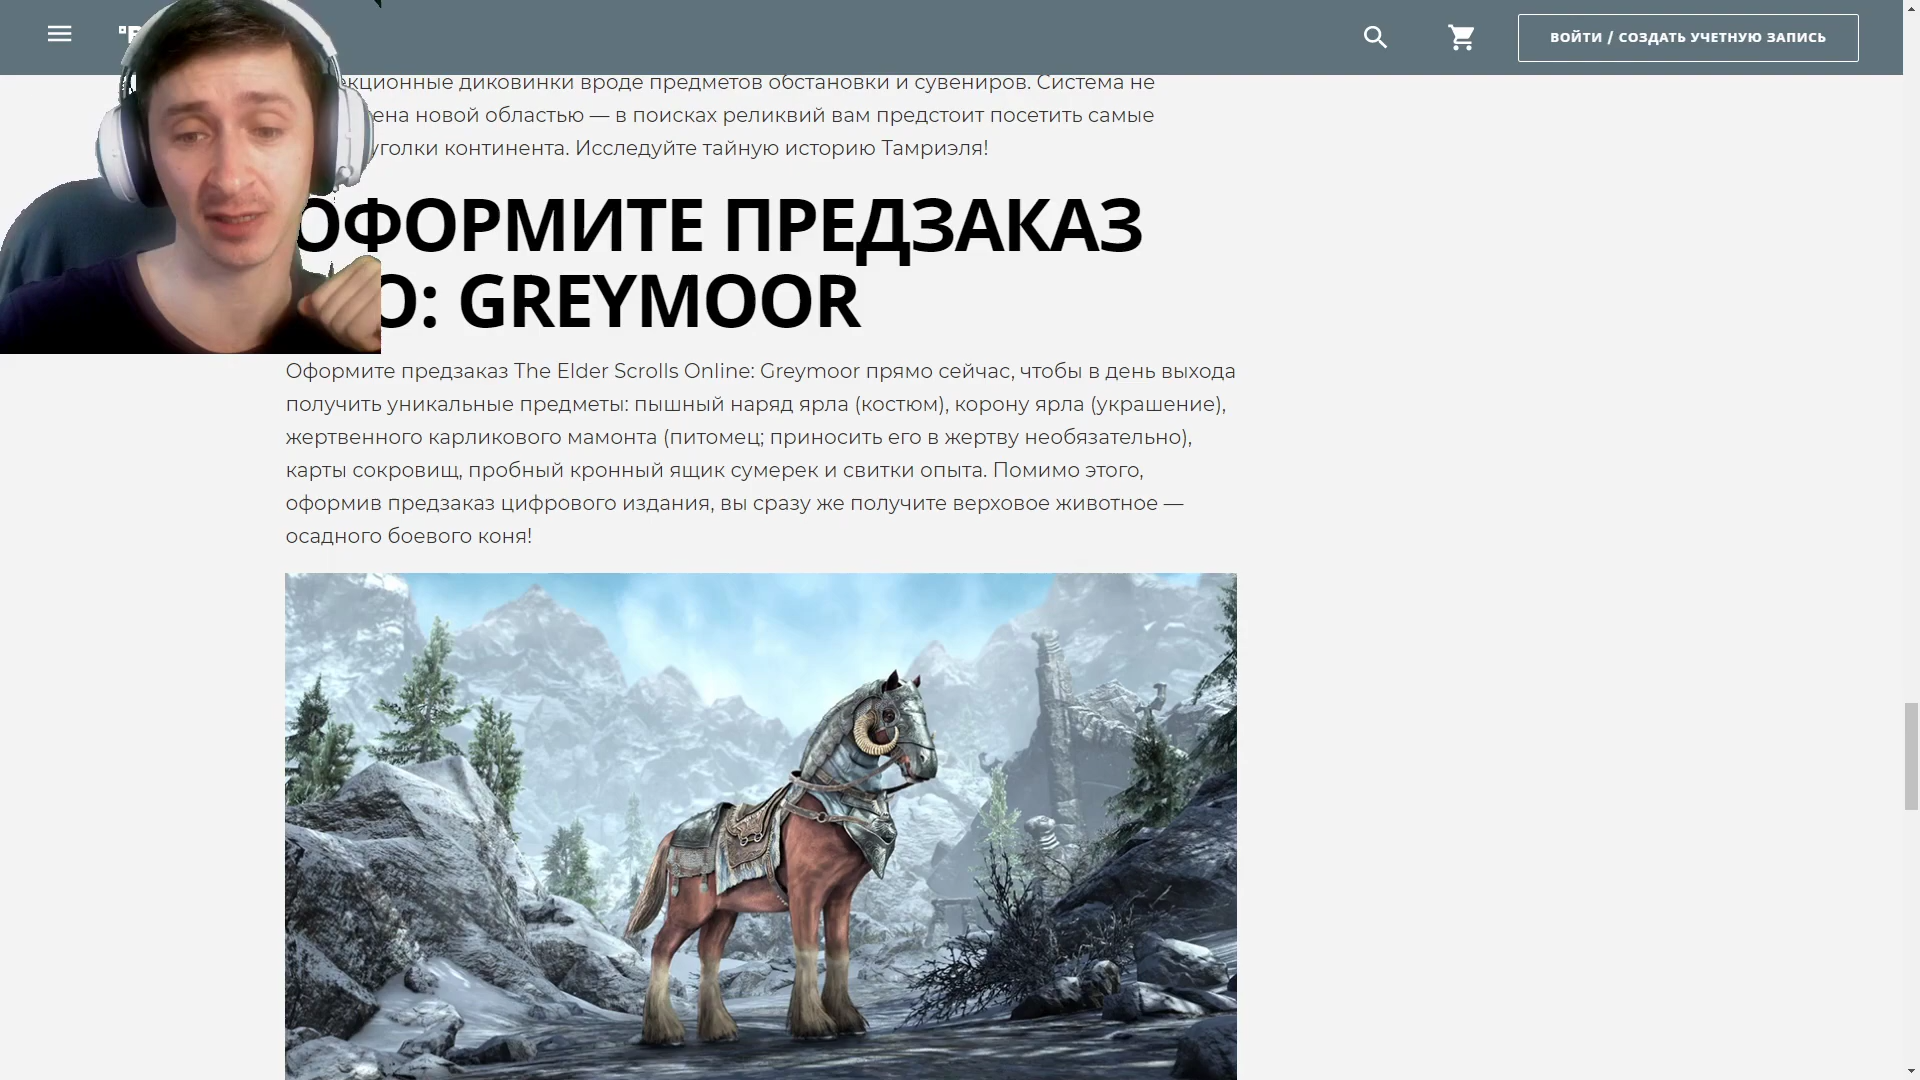 ВОЙТИ / СОЗДАТЬ УЧЕТНУЮ ЗАПИСЬ
диковинки вроде предметов обстановки и сувениров. Система не
новой областью — в поисках реликвий вам предстоит посетить самые
уголки континента. Исследуйте тайную историю Тамриэля!
ОФОРМИТЕ ПРЕДЗАКАЗ
GREYMOOR
Оформите предзаказ The Elder Scrolls Online: Greymoor прямо сейчас, чтобы в день выхода
получить уникальные предметы: пышный наряд ярла (костюм), корону ярла (украшение),
жертвенного карликового мамонта (питомец; приносить его в жертву необязательно),
карты сокровищ, пробный кронный ящик сумерек и свитки опыта. Помимо этого,
оформив предзаказ цифрового издания, вы сразу же получите верховое животное —
осадного боевого коня!